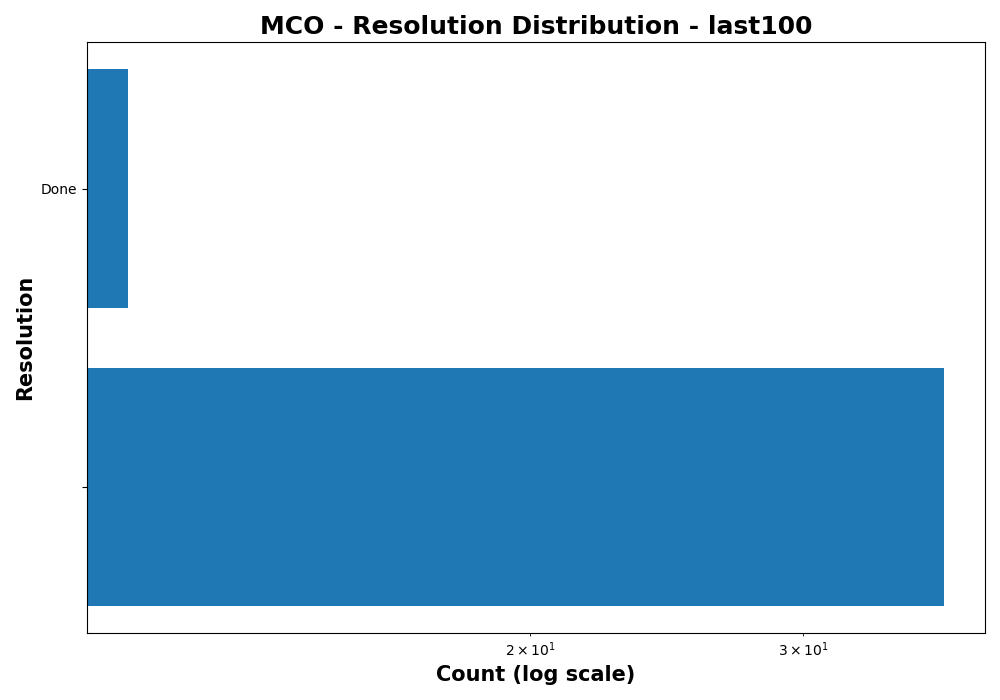 MCO - Resolution Distribution - last100
Resolution
Done
2 × 10¹
3 × 10¹
Count (log scale)